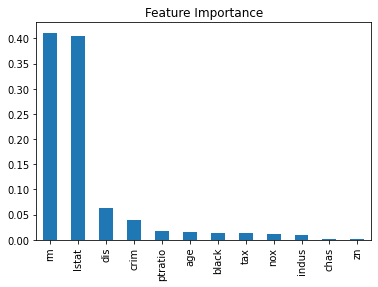 Feature Importance
0.40
0.35
0.30
0.25
0.20
0.15
0.10
0.05
0.00
rm
lstat
dis
crim
ptratio
age
black
tax
nox
indus
chas
zn